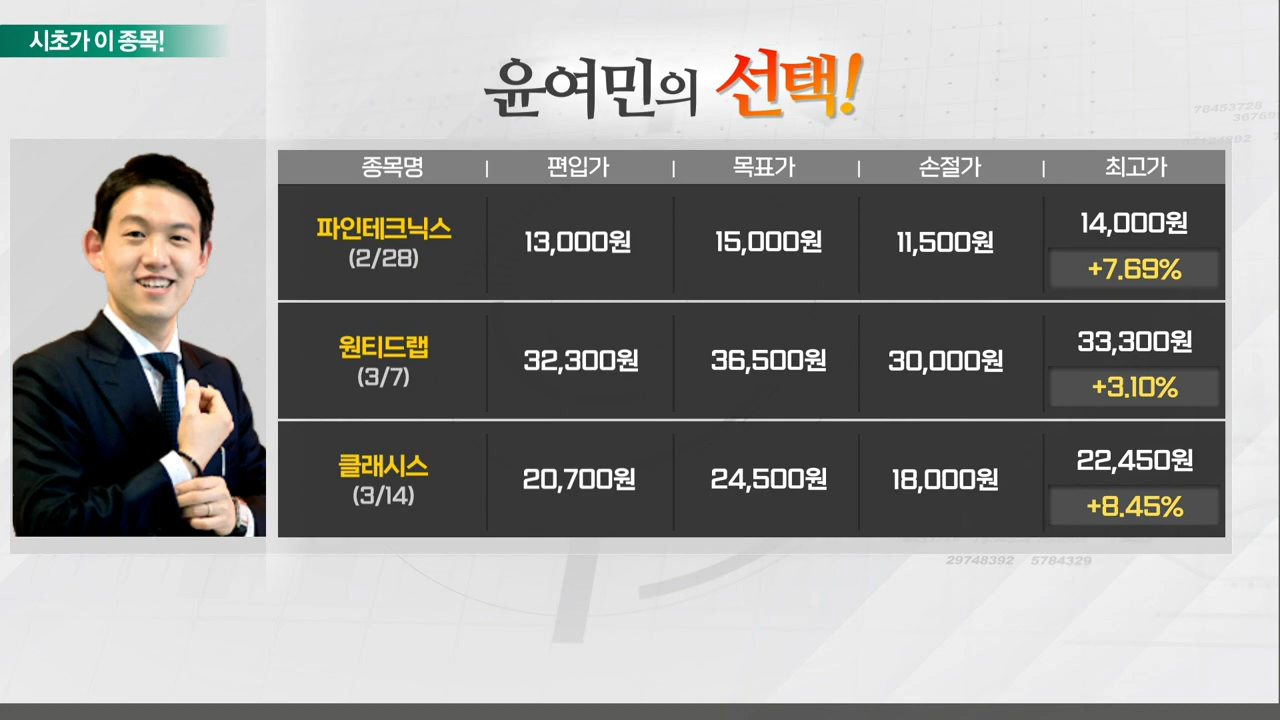 시초가 이 종목!
윤여민의 선택!
종목명 | 편입가 | 목표가 | 손절가 | 최고가
파인테크닉스
(2/28)
13,000원
15,000원
11,500원
14,000원
+7.69%
원티드랩
(3/7)
32,300원
36,500원
30,000원
33,300원
+3.10%
클래시스
(3/14)
20,700원
24,500원
18,000원
22,450원
+8.45%
78453728
29748392 5784329